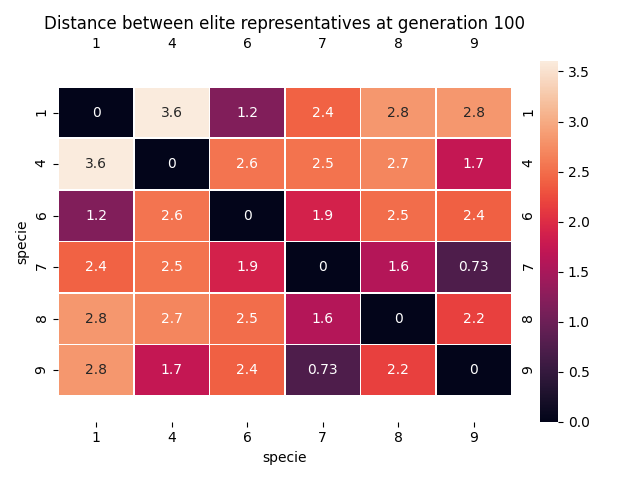 Distance between elite representatives at generation 100
1 4 6 7 8 9
1 0 3.6 1.2 2.4 2.8 2.8 1
4 3.6 0 2.6 2.5 2.7 1.7 4
6 1.2 2.6 0 1.9 2.5 2.4 6
7 2.4 2.5 1.9 0 1.6 0.73 7
8 2.8 2.7 2.5 1.6 0 2.2 8
9 2.8 1.7 2.4 0.73 2.2 0 9
1 4 6 7 8 9
specie
specie
3.5
3.0
2.5
2.0
1.5
1.0
0.5
0.0